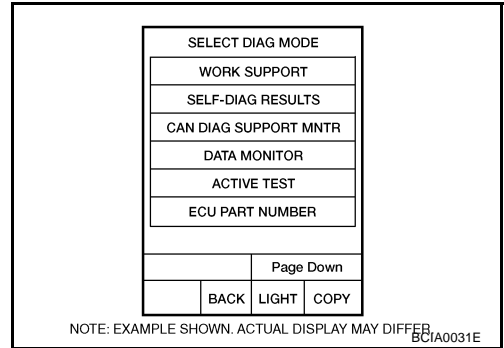 SELECT DIAG MODE
WORK SUPPORT
SELF-DIAG RESULTS
CAN DIAG SUPPORT MNTR
DATA MONITOR
ACTIVE TEST
ECU PART NUMBER
Page Down
BACK LIGHT COPY
NOTE: EXAMPLE SHOWN. ACTUAL DISPLAY MAY DIFFER.
BCIA0031E